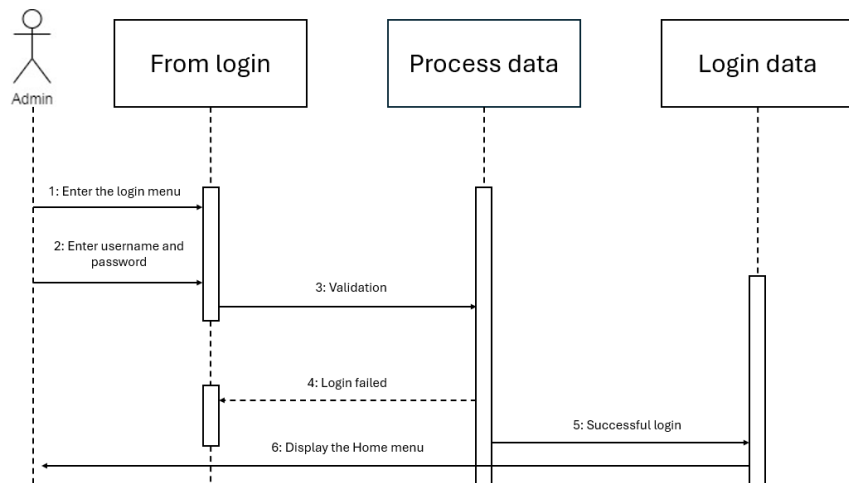 Admin
From login
Process data
Login data
1: Enter the login menu
2: Enter username and
password
3: Validation
4: Login failed
5: Successful login
6: Display the Home menu